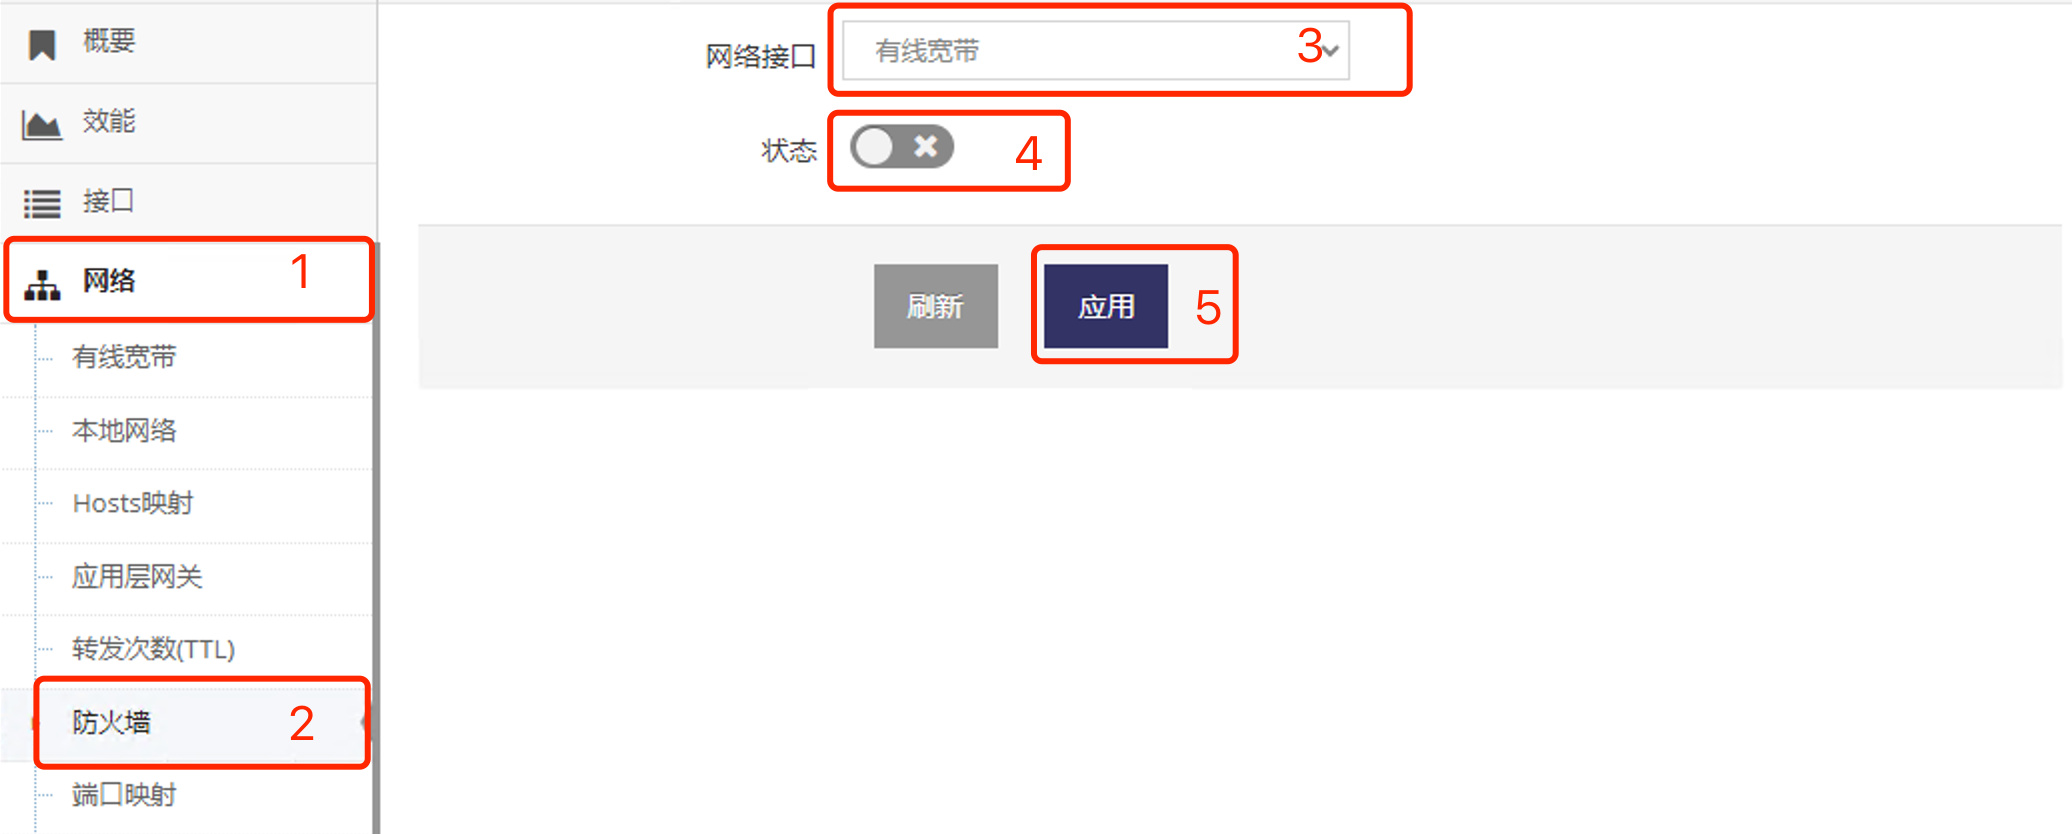 概要
效能
接口
网络 1
有线宽带
本地网络
Hosts映射
应用层网关
转发次数(TTL)
防火墙 2
端口映射
网络接口 有线宽带 3
状态 4
刷新 应用 5